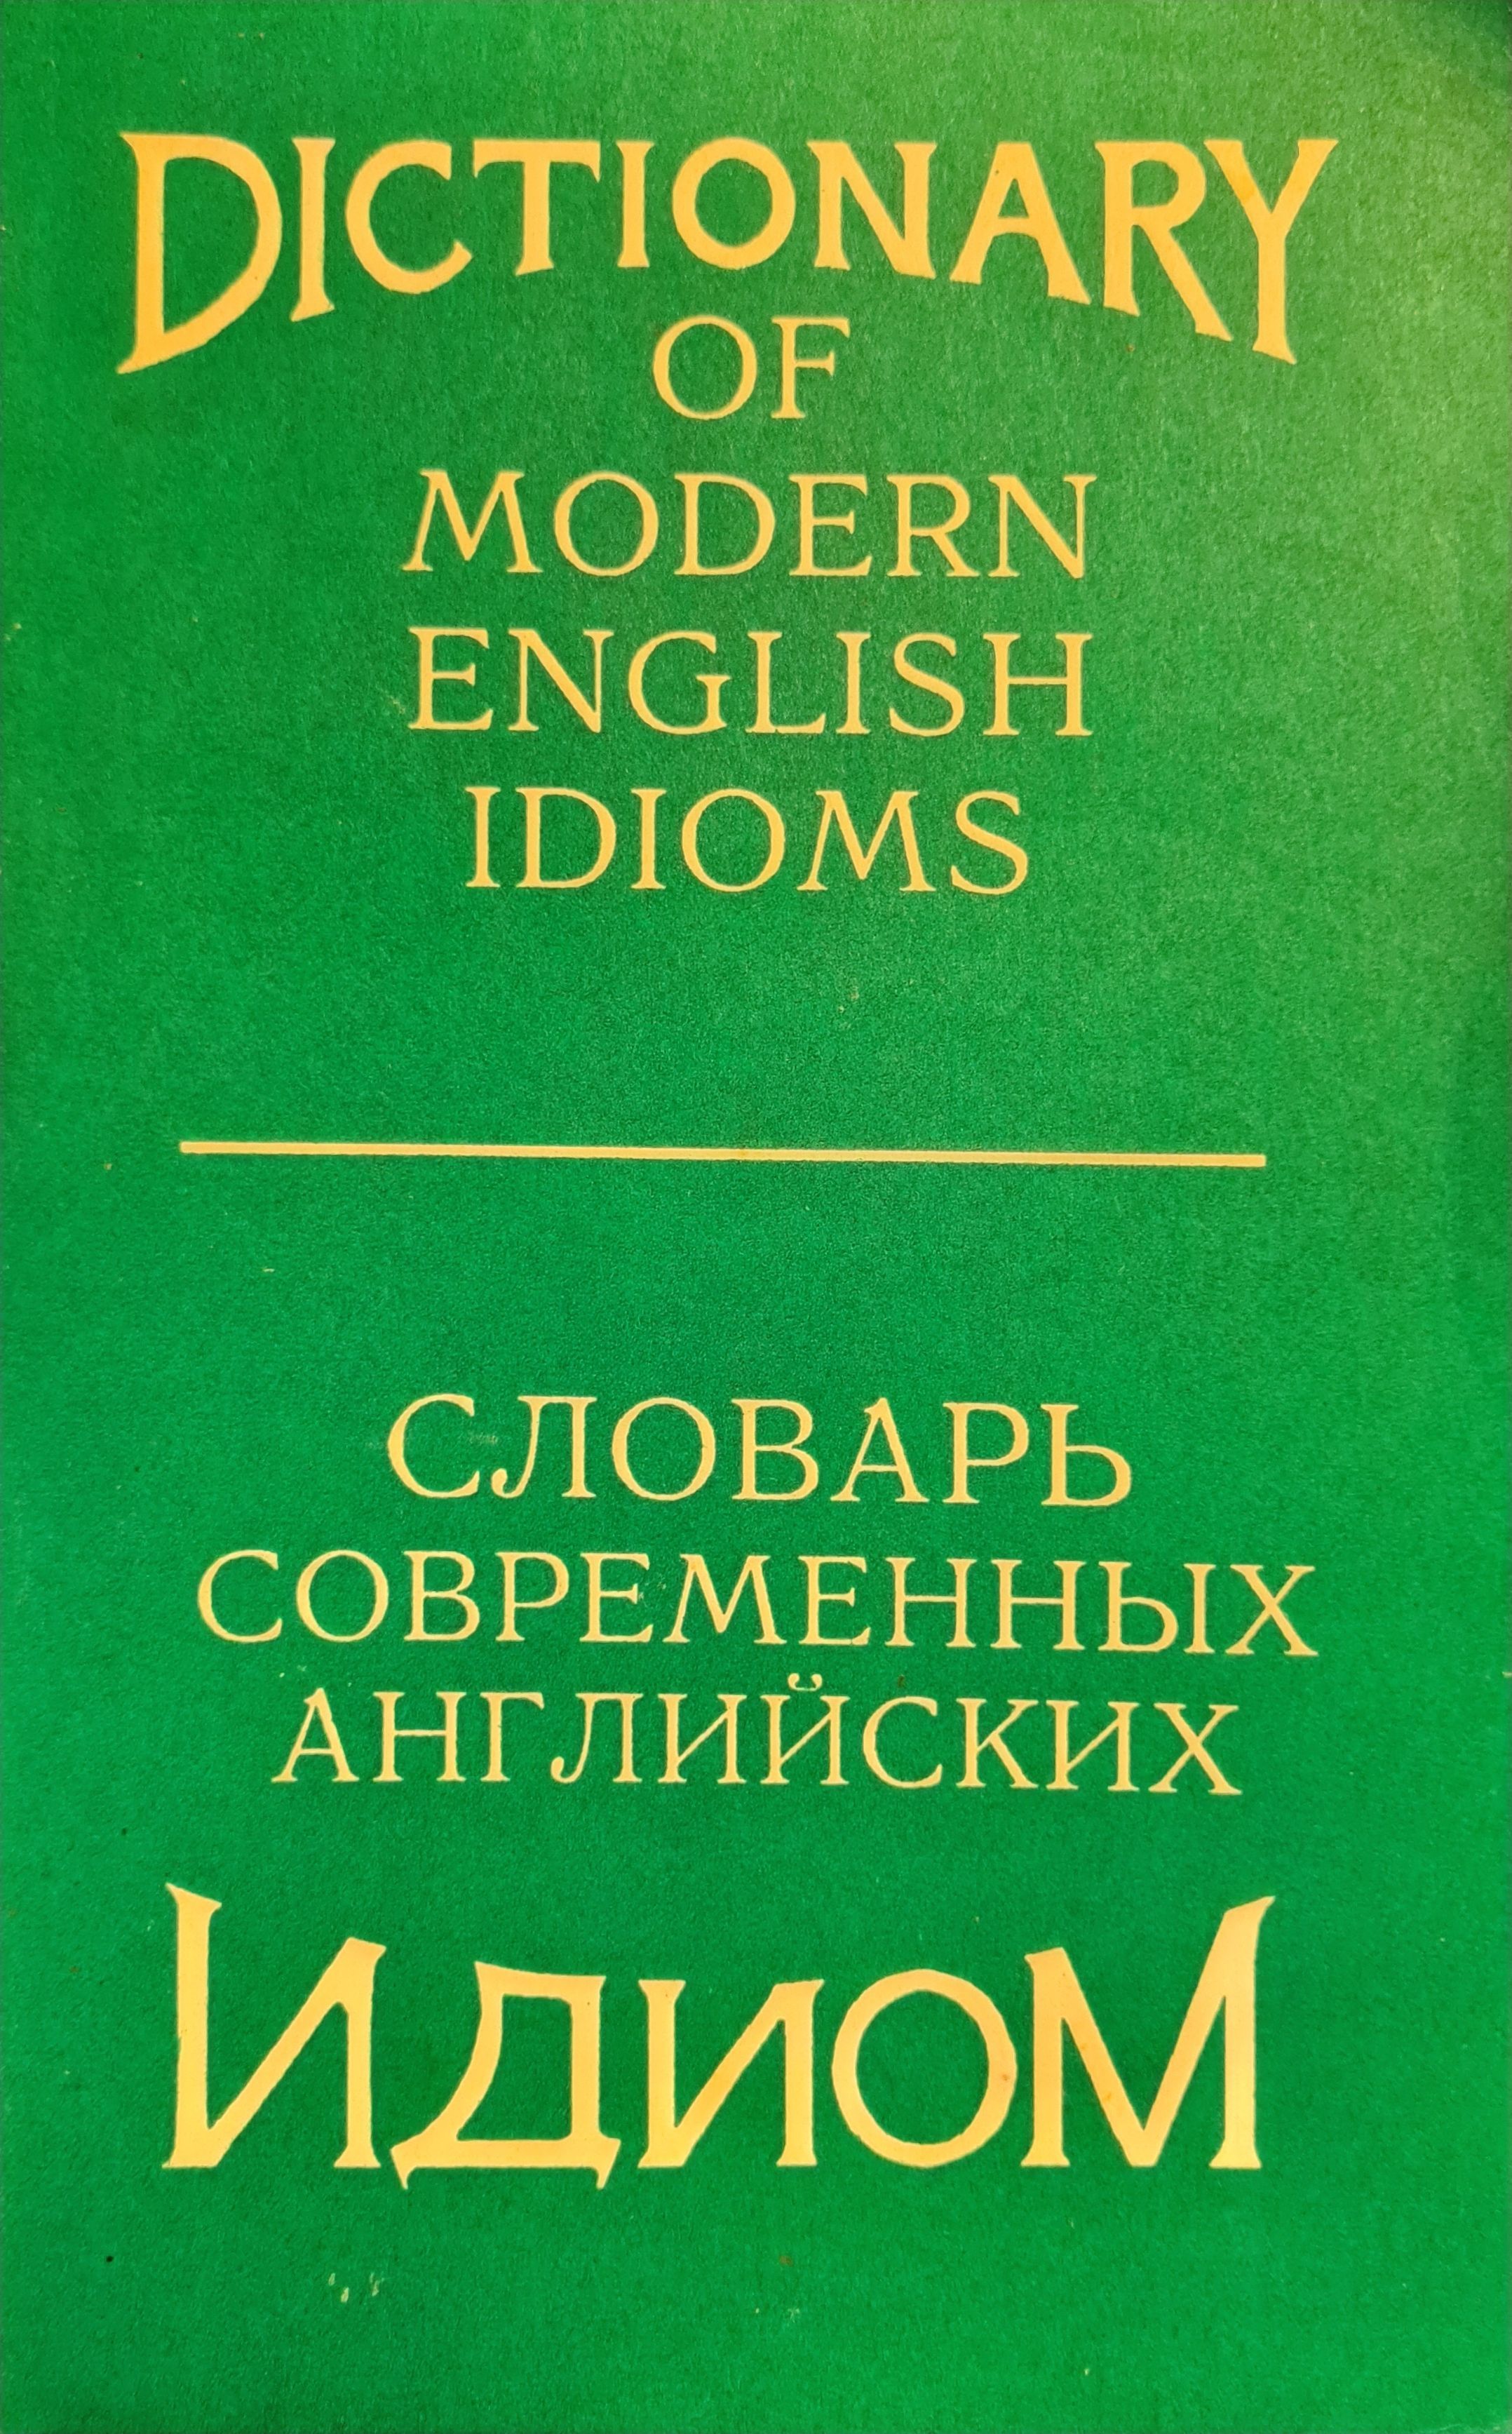 DICTIONARY
OF
MODERN
ENGLISH
IDIOMS
СЛОВАРЬ
СОВРЕМЕННЫХ
АНГЛИЙСКИХ
ИДИОМ